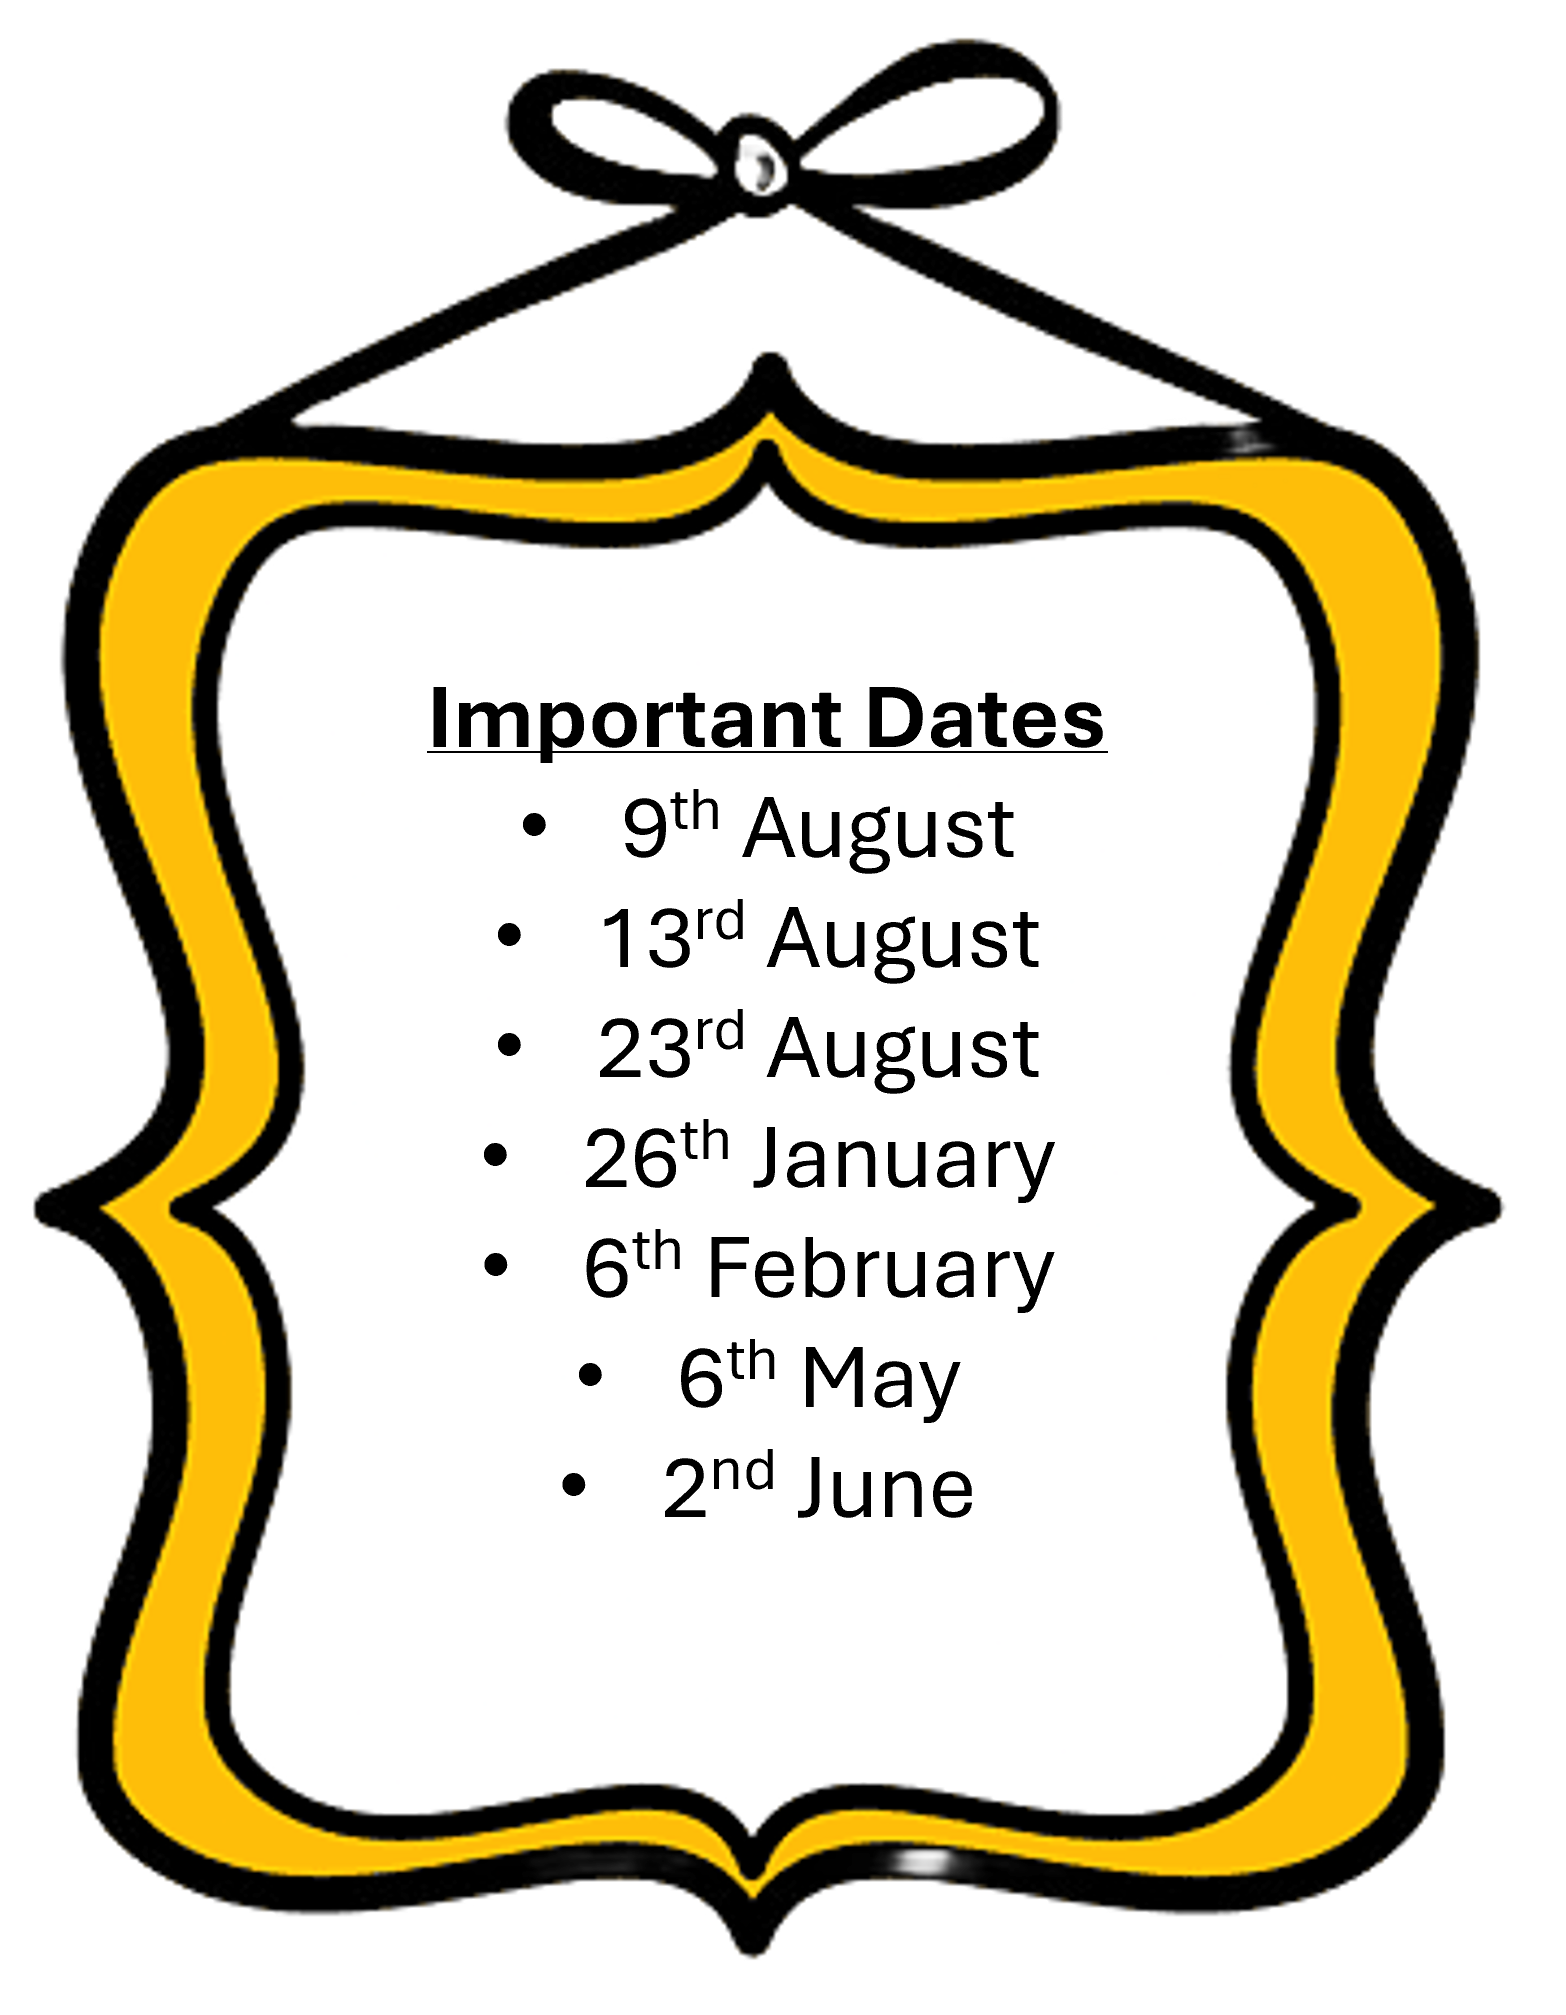 Important Dates
• 9th August
• 13rd August
• 23rd August
• 26th January
• 6th February
• 6th May
• 2nd June